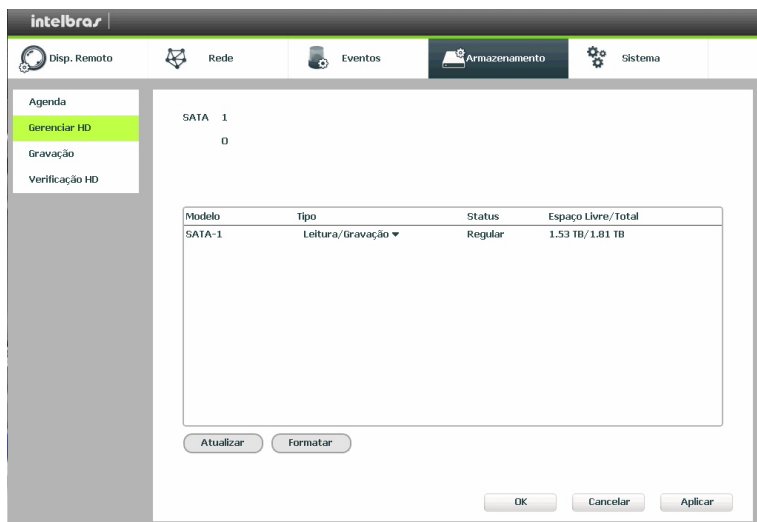 intelbras
Disp. Remoto Rede Eventos Armazenamento Sistema
Agenda
Gerenciar HD
Gravação
Verificação HD
SATA 1
0
Modelo Tipo Status Espaço Livre/Total
SATA-1 Leitura/Gravação Regular 1.53 TB/1.81 TB
Atualizar Formatar
OK Cancelar Aplicar